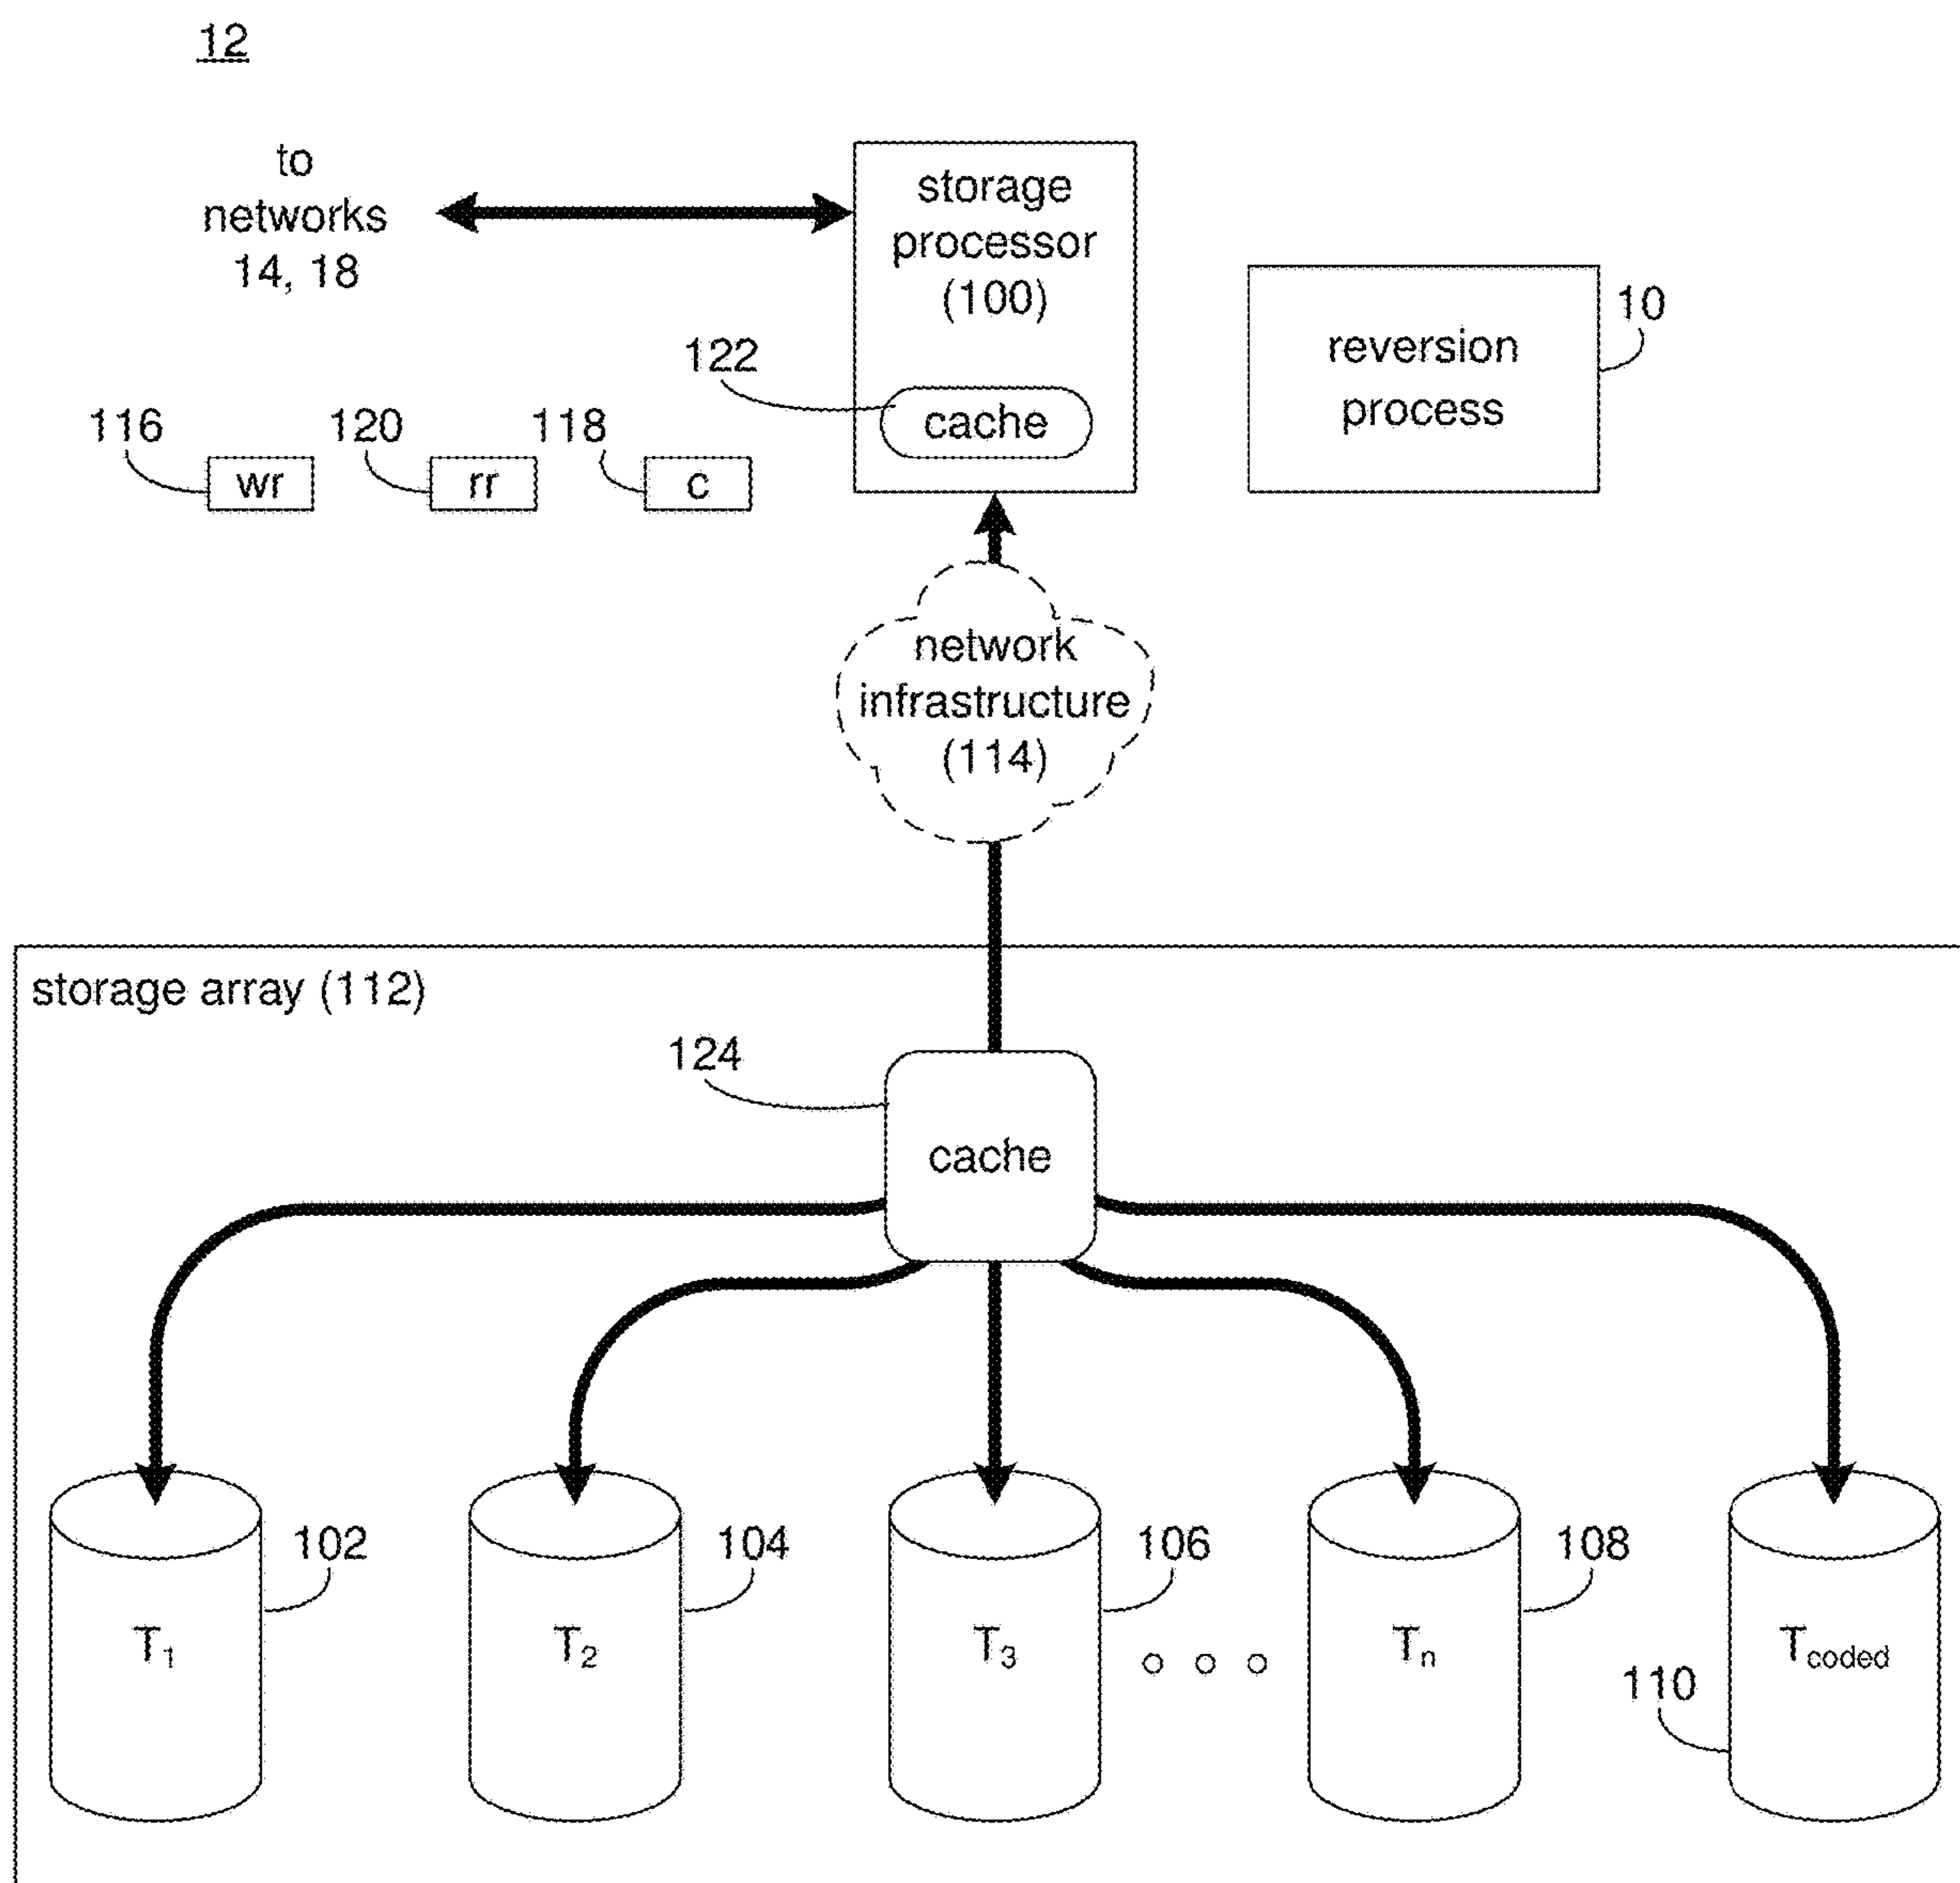 12
to
networks
14, 18
storage
processor
(100)
122
cache
reversion
process
10
116
120
118
wr
rr
c
network
infrastructure
(114)
storage array (112)
124
cache
102
104
106
108
T1
T2
T3
Tn
Tcoded
110